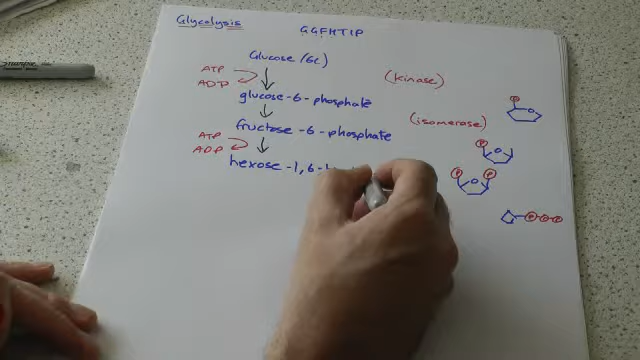 Glycolysis
GGFHTIP
Glucose (6C)
ATP
ADP
(kinase)
glucose-6-phosphate
(isomerase)
fructose-6-phosphate
ATP
ADP
hexose-1,6-
P
P
P P
P P P